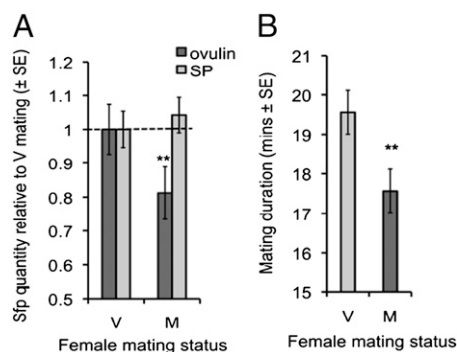 A
Sfp quantity relative to V mating (± SE)
1.2
1.1
1
0.9
0.8
0.7
0.6
0.5
ovulin
SP
**
V M
Female mating status
B
Mating duration (mins ± SE)
21
20
19
18
17
16
15
**
V M
Female mating status